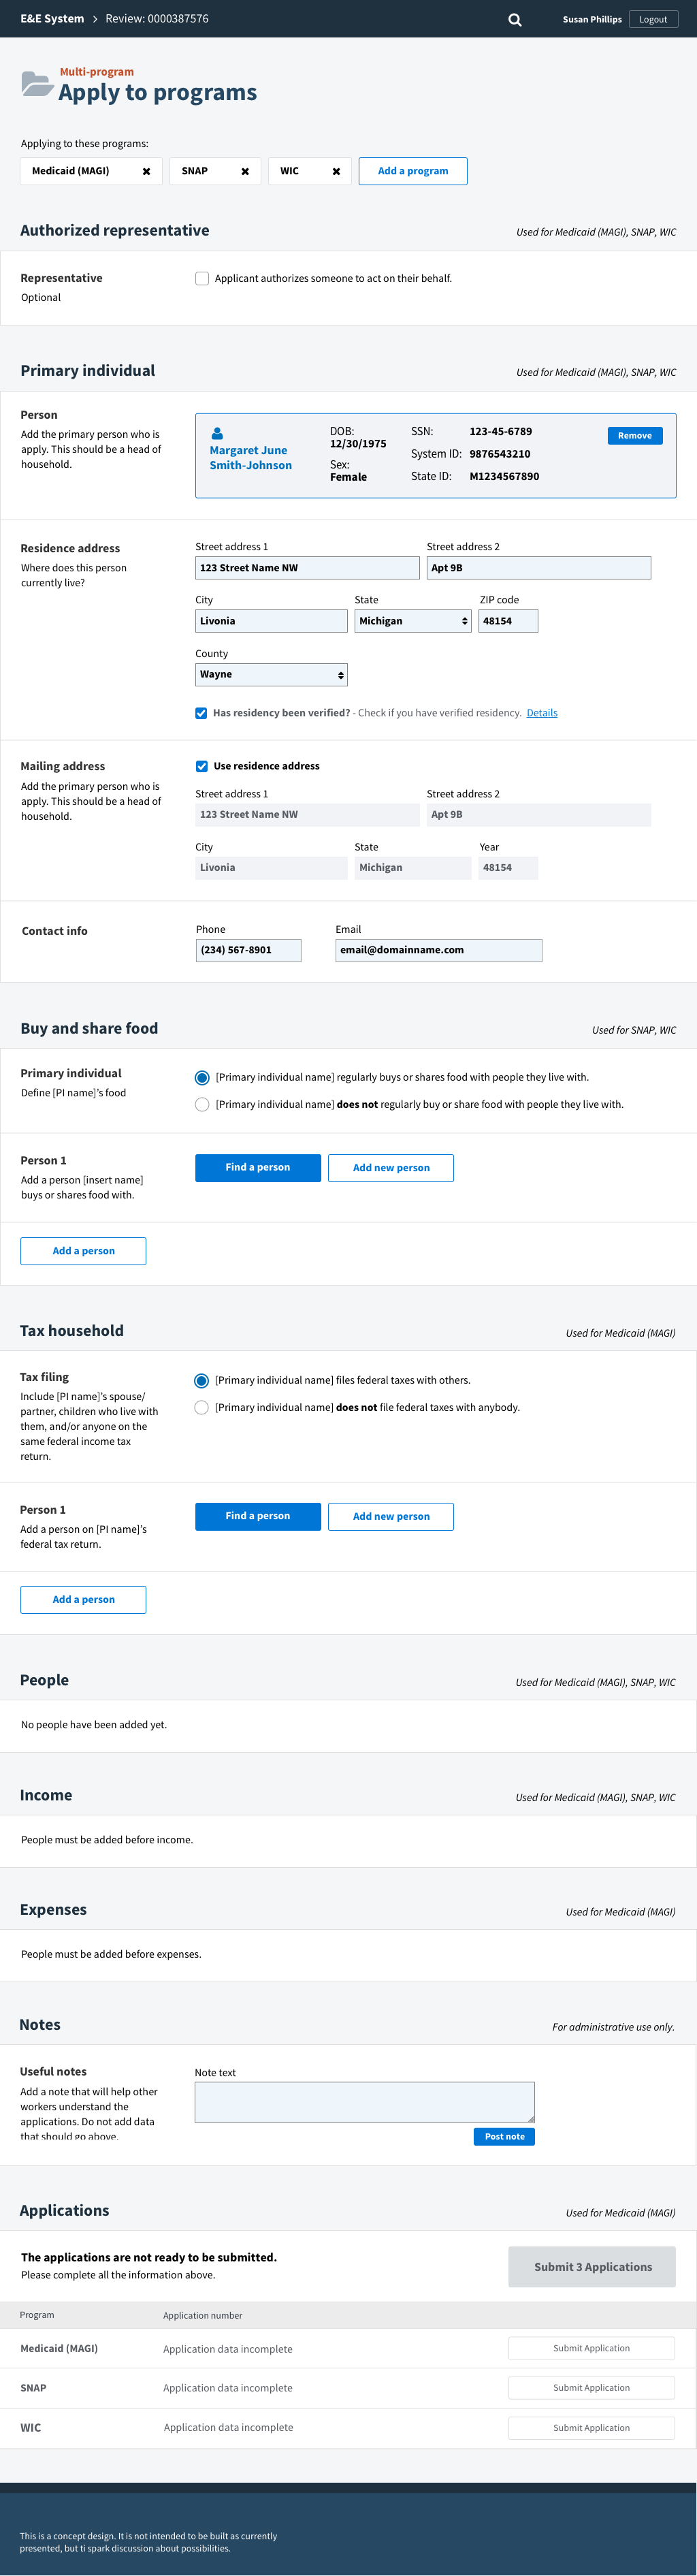 E&E System > Review: 0000387576
Susan Phillips
Logout
Multi-program
Apply to programs
Applying to these programs:
Medicaid (MAGI) ✖
SNAP ✖
WIC ✖
Add a program
Authorized representative
Used for Medicaid (MAGI), SNAP, WIC
Representative
Optional
Applicant authorizes someone to act on their behalf.
Primary individual
Used for Medicaid (MAGI), SNAP, WIC
Person
Add the primary person who is
apply. This should be a head of
household.
Margaret June
Smith-Johnson
DOB:
12/30/1975
Sex:
Female
SSN: 123-45-6789
System ID: 9876543210
State ID: M1234567890
Remove
Residence address
Where does this person
currently live?
Street address 1
123 Street Name NW
Street address 2
Apt 9B
City
Livonia
State
Michigan
ZIP code
48154
County
Wayne
Has residency been verified? - Check if you have verified residency. Details
Mailing address
Add the primary person who is
apply. This should be a head of
household.
Use residence address
Street address 1
123 Street Name NW
Street address 2
Apt 9B
City
Livonia
State
Michigan
Year
48154
Contact info
Phone
(234) 567-8901
Email
email@domainname.com
Buy and share food
Used for SNAP, WIC
Primary individual
Define [PI name]'s food
[Primary individual name] regularly buys or shares food with people they live with.
[Primary individual name] does not regularly buy or share food with people they live with.
Person 1
Add a person [insert name]
buys or shares food with.
Find a person
Add new person
Add a person
Tax household
Used for Medicaid (MAGI)
Tax filing
Include [PI name]'s spouse/
partner, children who live with
them, and/or anyone on the
same federal income tax
return.
[Primary individual name] files federal taxes with others.
[Primary individual name] does not file federal taxes with anybody.
Person 1
Add a person on [PI name]'s
federal tax return.
Find a person
Add new person
Add a person
People
Used for Medicaid (MAGI), SNAP, WIC
No people have been added yet.
Income
Used for Medicaid (MAGI), SNAP, WIC
People must be added before income.
Expenses
Used for Medicaid (MAGI)
People must be added before expenses.
Notes
For administrative use only.
Useful notes
Add a note that will help other
workers understand the
applications. Do not add data
that should go above.
Note text
Post note
Applications
Used for Medicaid (MAGI)
The applications are not ready to be submitted.
Please complete all the information above.
Submit 3 Applications
Program Application number
Medicaid (MAGI) Application data incomplete Submit Application
SNAP Application data incomplete Submit Application
WIC Application data incomplete Submit Application
This is a concept design. It is not intended to be built as currently
presented, but ti spark discussion about possibilities.